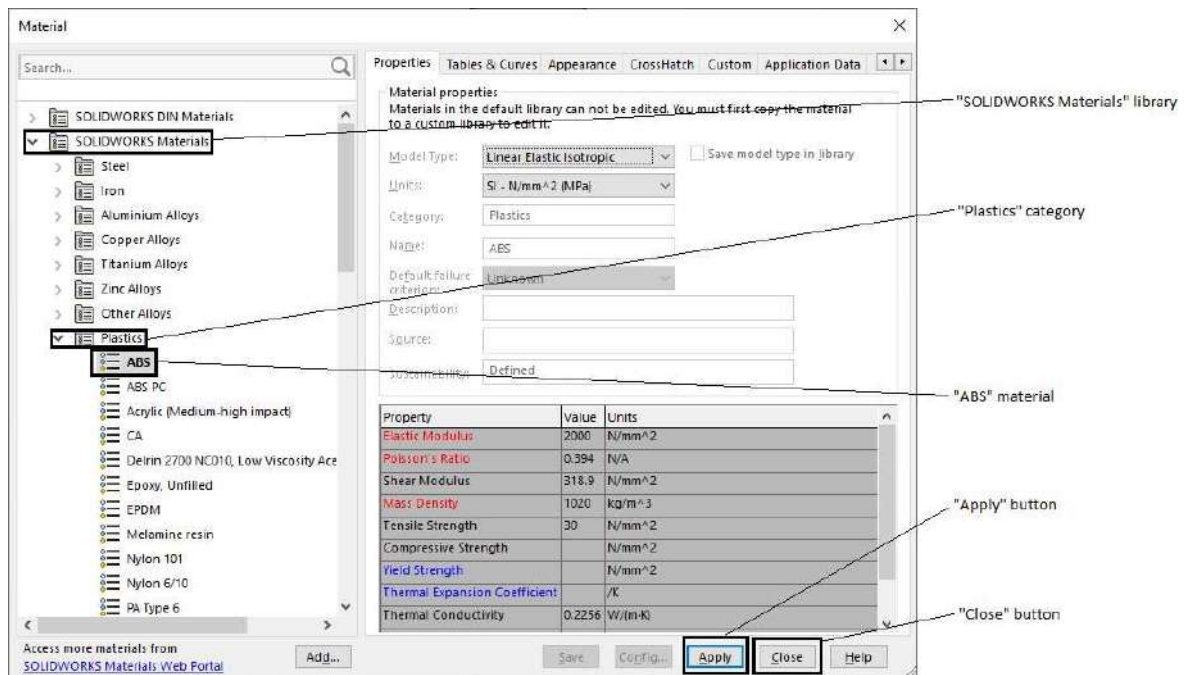 Material
Search...
SOLIDWORKS DIN Materials
SOLIDWORKS Materials
Steel
Iron
Aluminium Alloys
Copper Alloys
Titanium Alloys
Zinc Alloys
Other Alloys
Plastics
ABS
ABS PC
Acrylic (Medium-high impact)
CA
Delrin 2700 NC010, Low Viscosity Ace
Epoxy, Unfilled
EPDM
Melamine resin
Nylon 101
Nylon 6/10
PA Type 6
Access more materials from
SOLIDWORKS Materials Web Portal
Add...
Properties Tables & Curves Appearance CrossHatch Custom Application Data
Material properties
Materials in the default library can not be edited. You must first copy the material
to a custom library to edit it.
Model Type: Linear Elastic Isotropic Save model type in library
Units: SI - N/mm^2 (MPa)
Category: Plastics
Name: ABS
Default failure
criterion: Unknown
Description:
Source:
Sustainability: Defined
Property Value Units
Elastic Modulus 2000 N/mm^2
Poisson's Ratio 0.394 N/A
Shear Modulus 318.9 N/mm^2
Mass Density 1020 kg/m^3
Tensile Strength 30 N/mm^2
Compressive Strength N/mm^2
Yield Strength N/mm^2
Thermal Expansion Coefficient /K
Thermal Conductivity 0.2256 W/(m·K)
Save Config... Apply Close Help
"SOLIDWORKS Materials" library
"Plastics" category
"ABS" material
"Apply" button
"Close" button